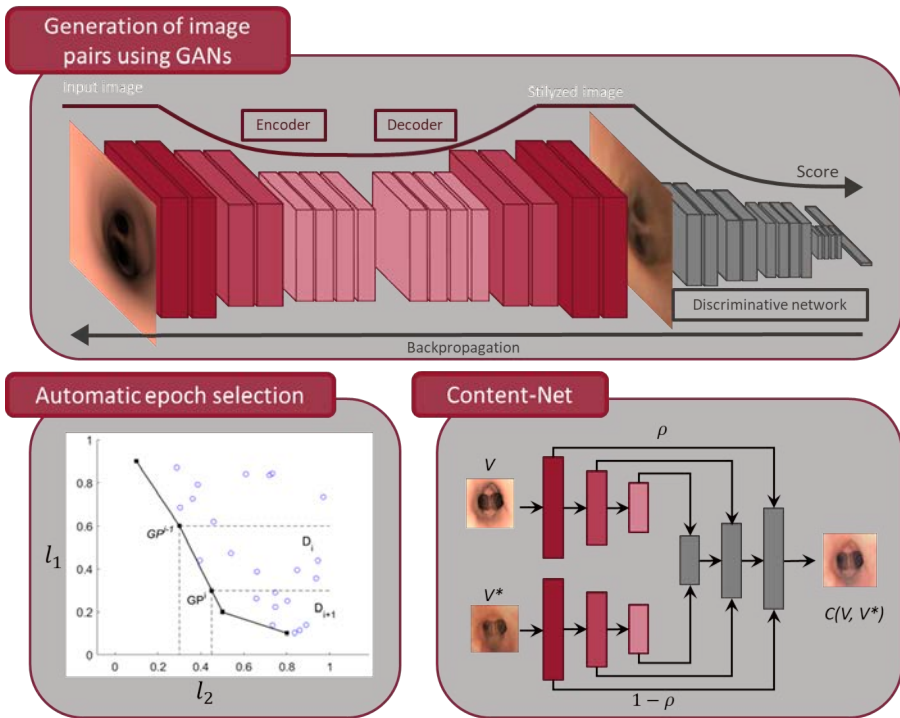 Generation of image
pairs using GANs
Input image
Stilyzed image
Encoder
Decoder
Score
Discriminative network
Backpropagation
Automatic epoch selection
1
0.8
0.6
0.4
0.2
0
0
0.2
0.4
0.6
0.8
1
l₁
l₂
GPⁱ⁻¹
GPⁱ
Dᵢ
Dᵢ₊₁
Content-Net
ρ
V
V*
C(V, V*)
1 − ρ